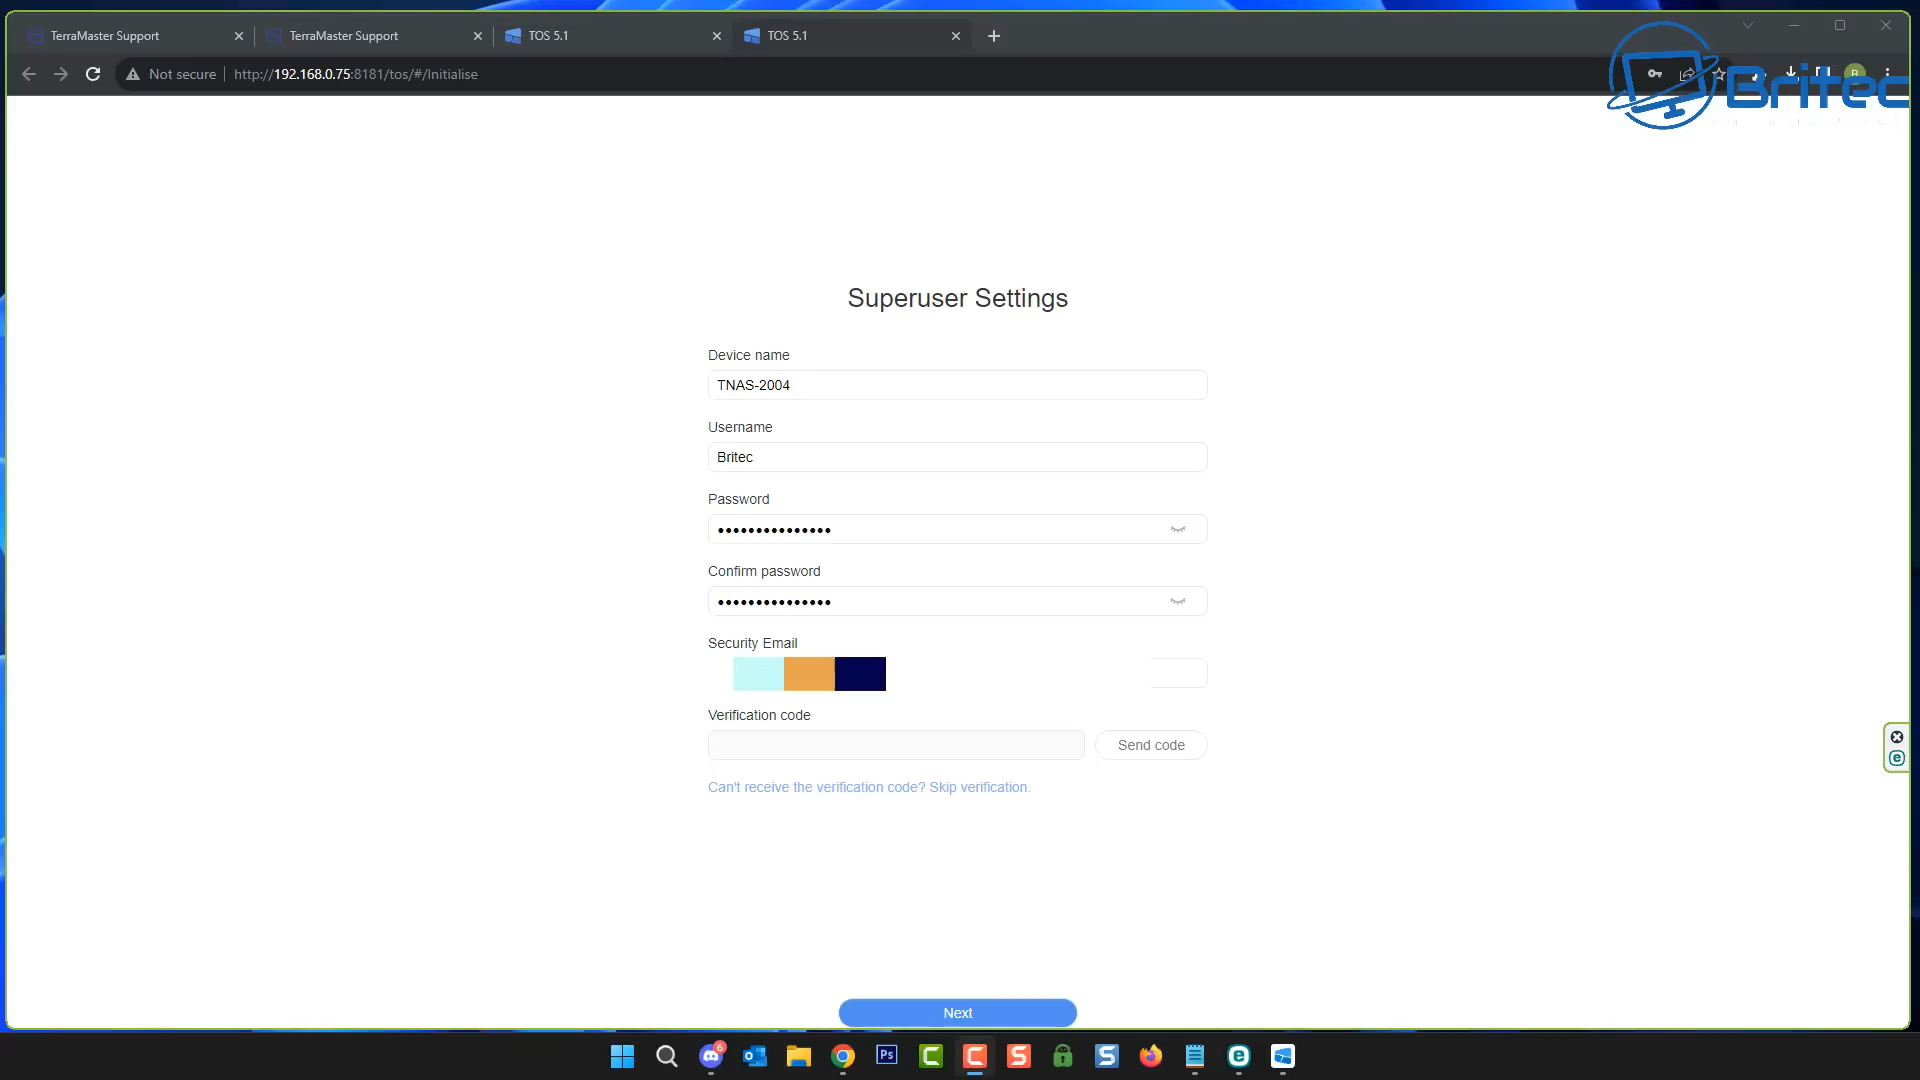 TerraMaster Support
TerraMaster Support
TOS 5.1
TOS 5.1
Not secure
http://192.168.0.75:8181/tos/#/Initialise
B
Britec
Superuser Settings
Device name
TNAS-2004
Username
Britec
Password
Confirm password
Security Email
Verification code
Send code
Can't receive the verification code? Skip verification.
Next
6
Ps